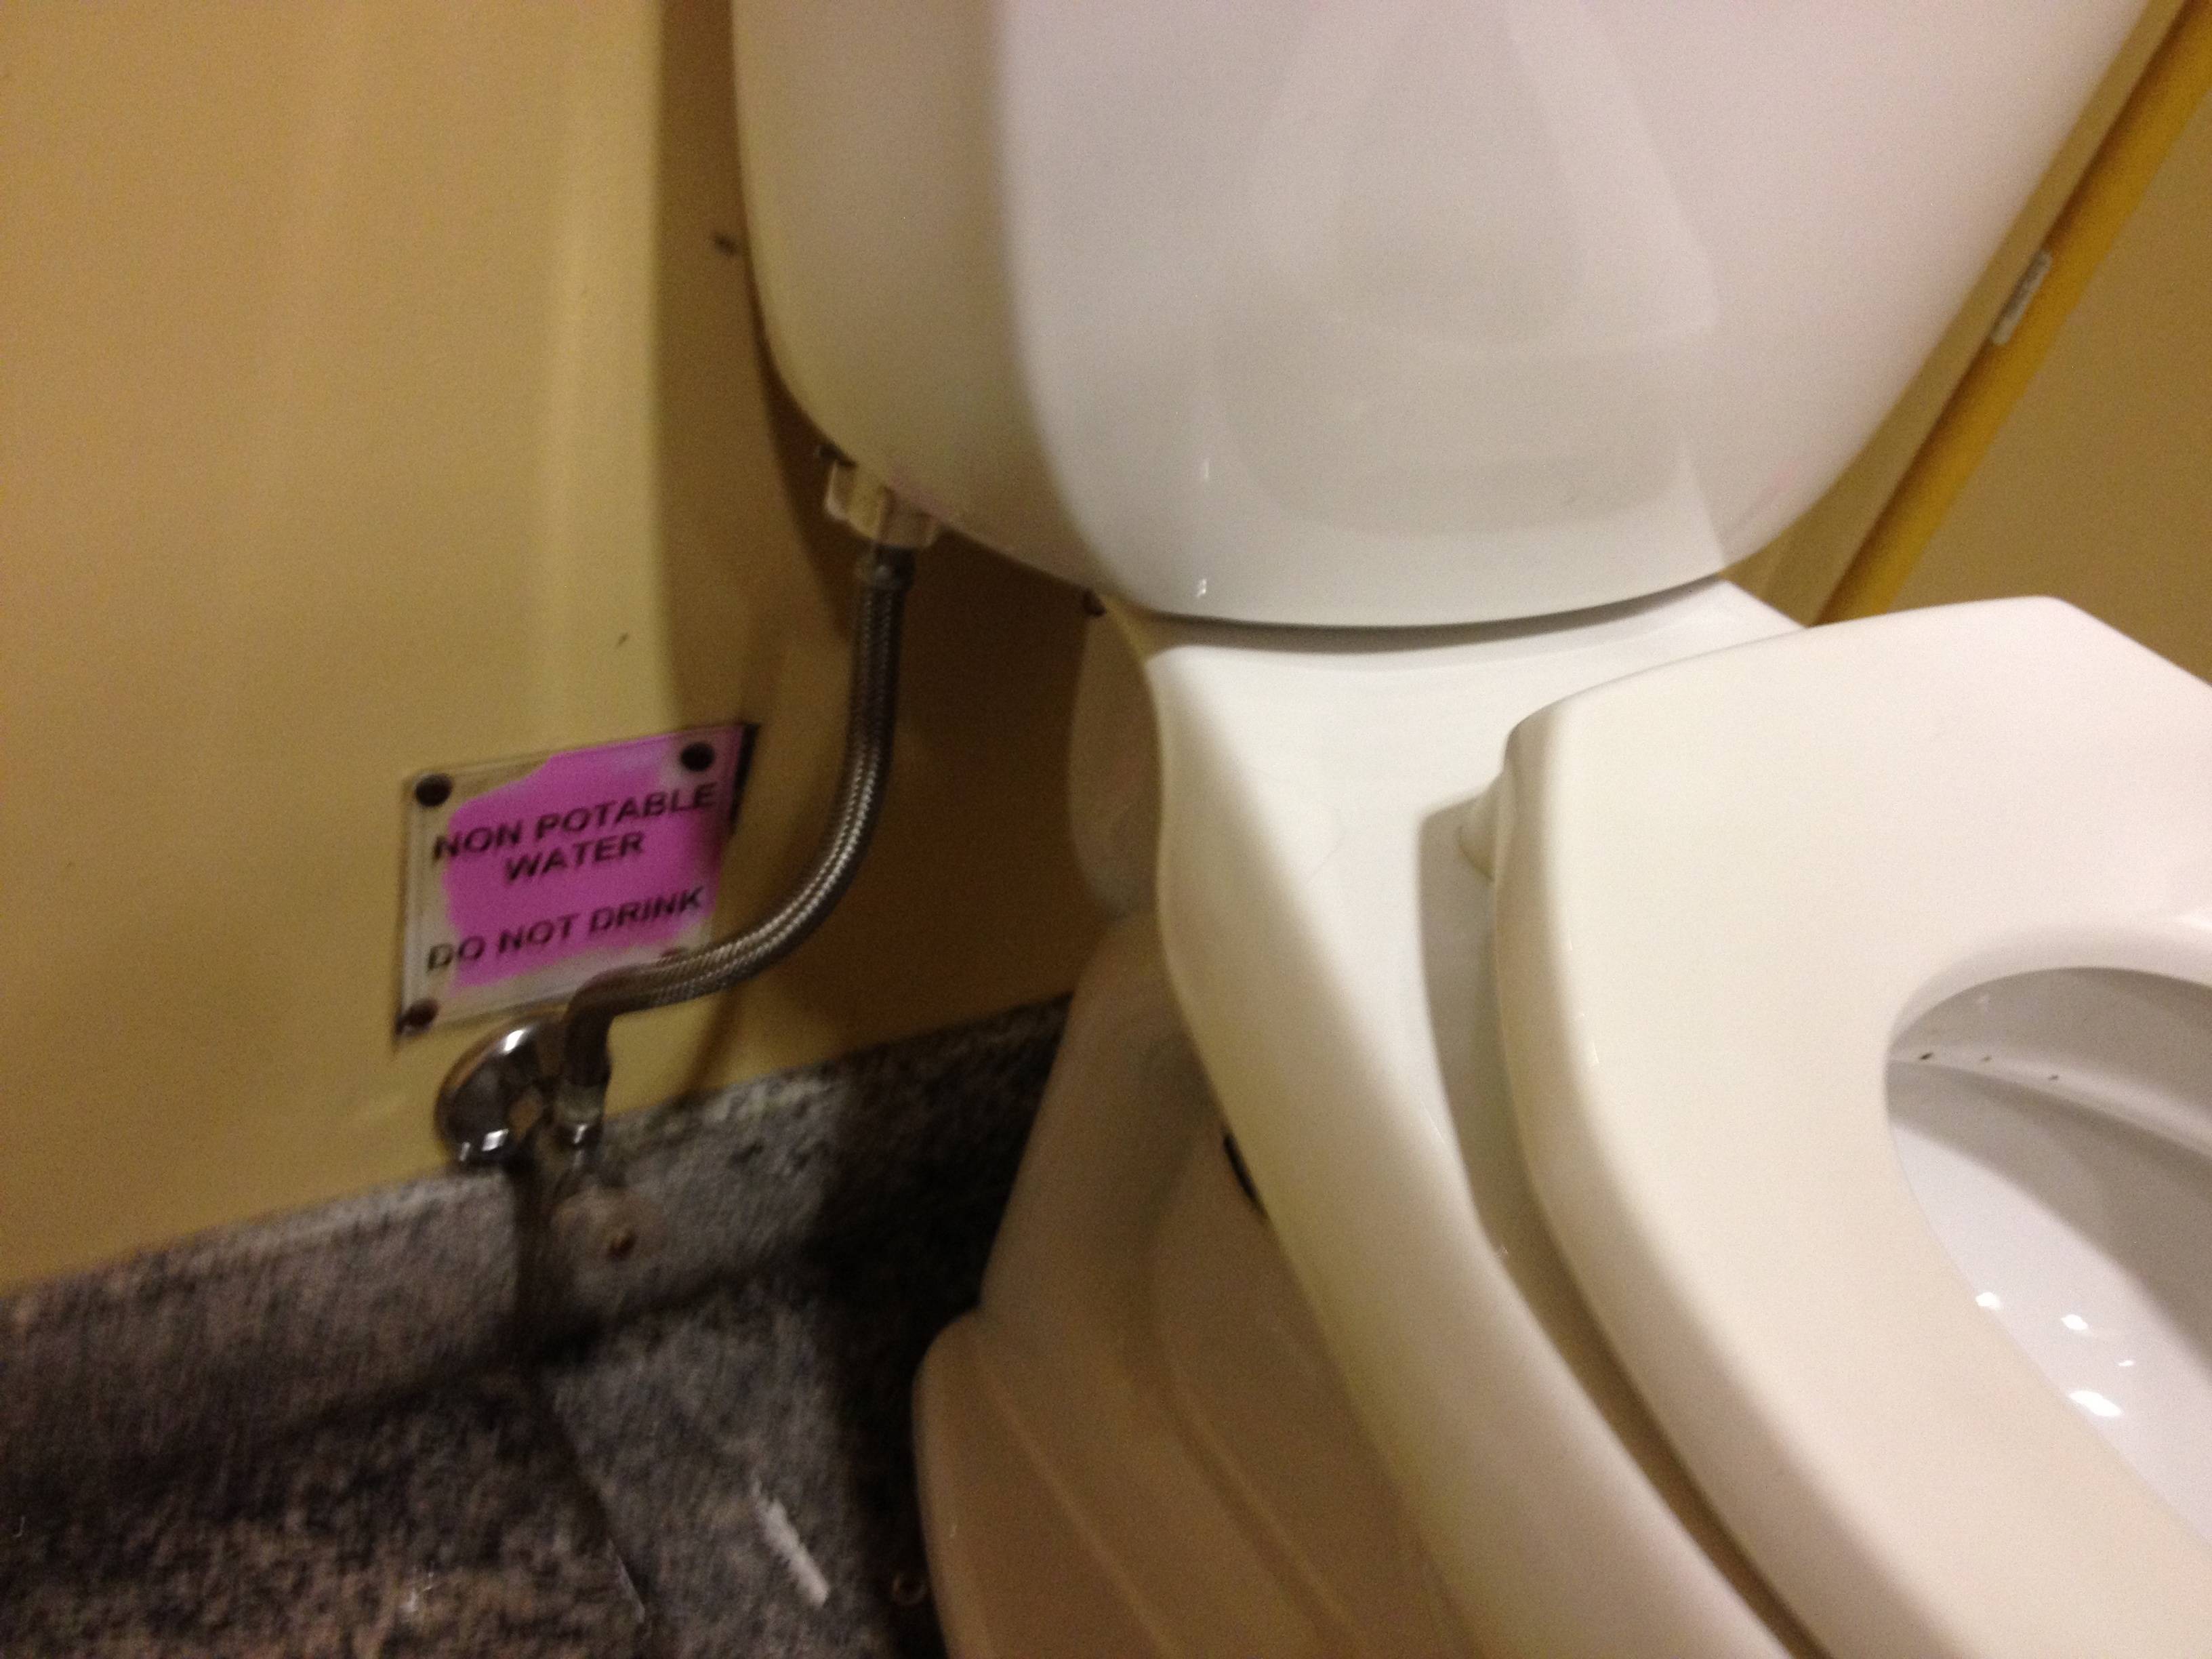 NON POTABLE
WATER
DO NOT DRINK